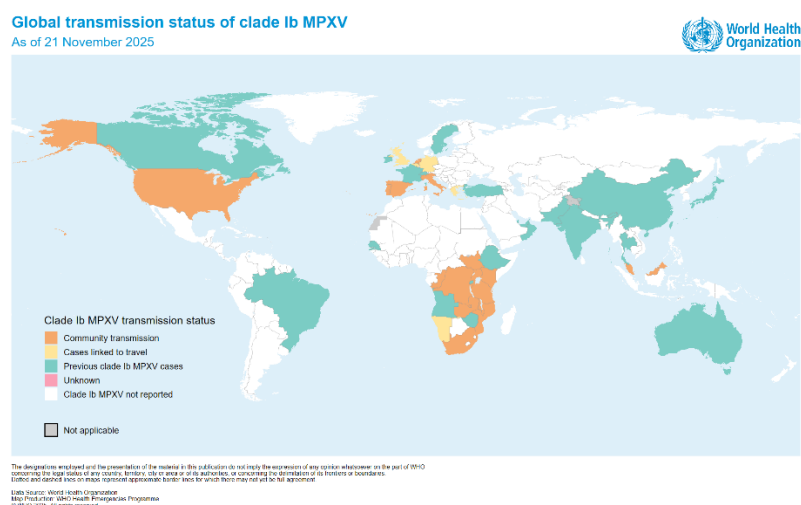 Global transmission status of clade Ib MPXV
As of 21 November 2025
World Health
Organization
Clade Ib MPXV transmission status
Community transmission
Cases linked to travel
Previous clade Ib MPXV cases
Unknown
Clade Ib MPXV not reported
Not applicable
The designations employed and the presentation of the material in this publication do not imply the expression of any opinion whatsoever on the part of WHO
concerning the legal status of any country, territory, city or area or of its authorities, or concerning the delimitation of its frontiers or boundaries.
Dotted and dashed lines on maps represent approximate border lines for which there may not yet be full agreement.
Data Source: World Health Organization
Map Production: WHO Health Emergencies Programme
© WHO 2025. All rights reserved.